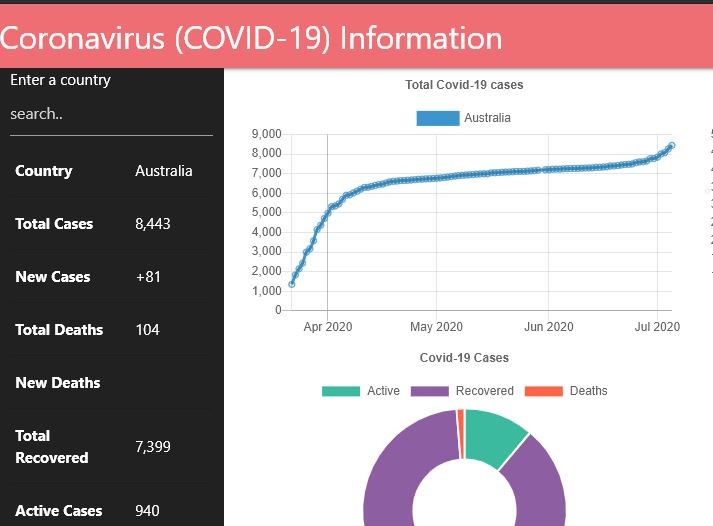 Coronavirus (COVID-19) Information
Enter a country
search..
Country Australia
Total Cases 8,443
New Cases +81
Total Deaths 104
New Deaths
Total
Recovered 7,399
Active Cases 940
Total Covid-19 cases
Australia
9,000
8,000
7,000
6,000
5,000
4,000
3,000
2,000
1,000
0
Apr 2020 May 2020 Jun 2020 Jul 2020
Covid-19 Cases
Active Recovered Deaths